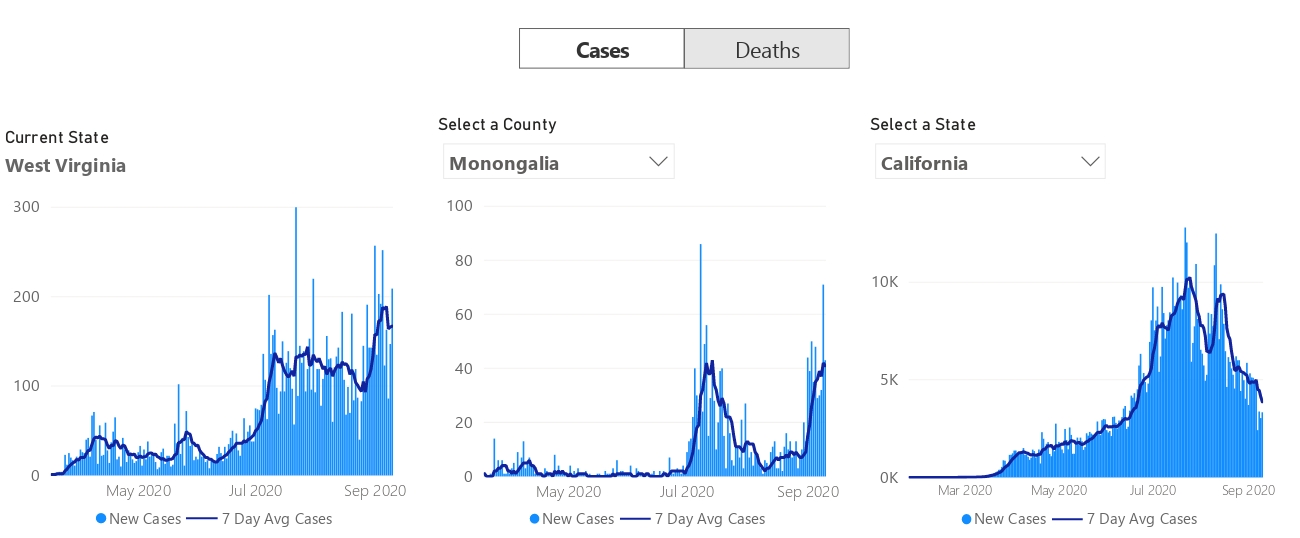 Cases Deaths
Current State
West Virginia
Select a County
Monongalia
Select a State
California
300
200
100
0
May 2020 Jul 2020 Sep 2020
New Cases 7 Day Avg Cases
100
80
60
40
20
0
May 2020 Jul 2020 Sep 2020
New Cases 7 Day Avg Cases
10K
5K
0K
Mar 2020 May 2020 Jul 2020 Sep 2020
New Cases 7 Day Avg Cases